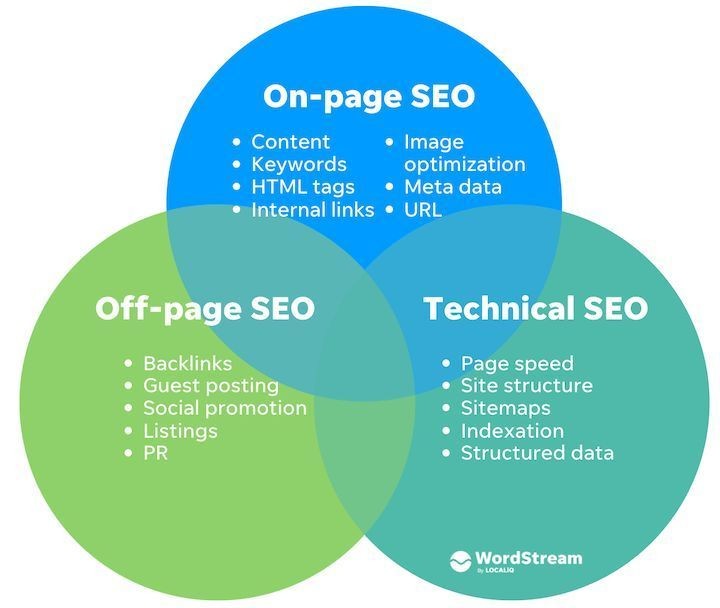 On-page SEO
• Content
• Keywords
• HTML tags
• Internal links
• Image
optimization
• Meta data
• URL
Off-page SEO
• Backlinks
• Guest posting
• Social promotion
• Listings
• PR
Technical SEO
• Page speed
• Site structure
• Sitemaps
• Indexation
• Structured data
WordStream
By LOCALiQ